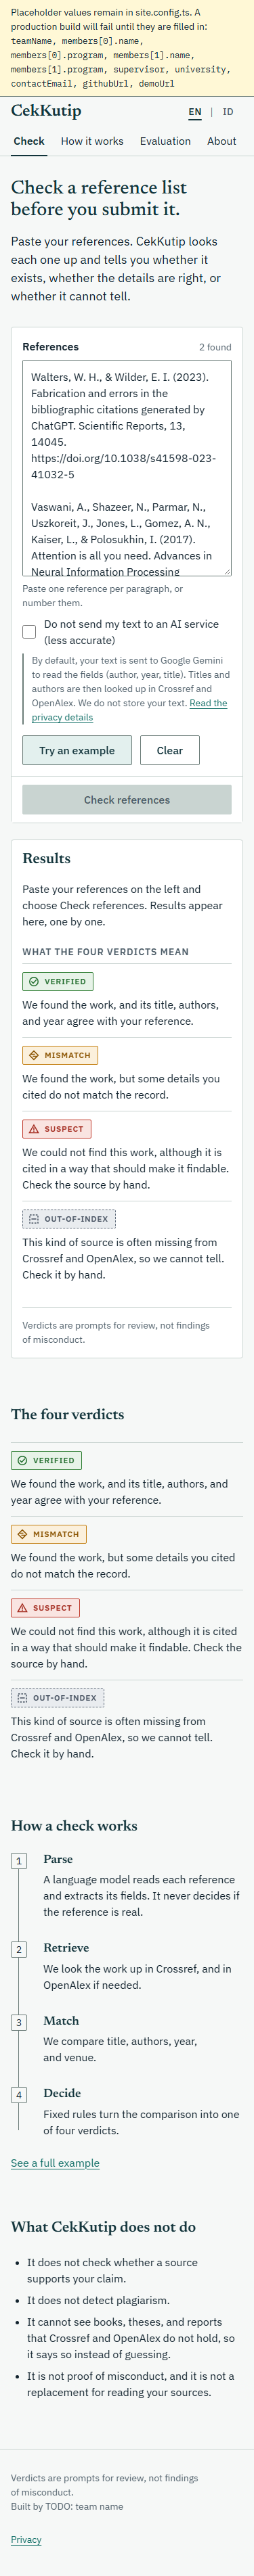 Placeholder values remain in site.config.ts. A
production build will fail until they are filled in:
teamName, members[0].name,
members[0].program, members[1].name,
members[1].program, supervisor, university,
contactEmail, githubUrl, demoUrl
CekKutip
EN | ID
Check How it works Evaluation About
Check a reference list
before you submit it.
Paste your references. CekKutip looks
each one up and tells you whether it
exists, whether the details are right, or
whether it cannot tell.
References 2 found
Walters, W. H., & Wilder, E. I. (2023).
Fabrication and errors in the
bibliographic citations generated by
ChatGPT. Scientific Reports, 13,
14045.
https://doi.org/10.1038/s41598-023-
41032-5
Vaswani, A., Shazeer, N., Parmar, N.,
Uszkoreit, J., Jones, L., Gomez, A. N.,
Kaiser, L., & Polosukhin, I. (2017).
Attention is all you need. Advances in
Neural Information Processing
Paste one reference per paragraph, or
number them.
Do not send my text to an AI service
(less accurate)
By default, your text is sent to Google Gemini
to read the fields (author, year, title). Titles and
authors are then looked up in Crossref and
OpenAlex. We do not store your text. Read the
privacy details
Try an example
Clear
Check references
Results
Paste your references on the left and
choose Check references. Results appear
here, one by one.
WHAT THE FOUR VERDICTS MEAN
VERIFIED
We found the work, and its title, authors,
and year agree with your reference.
MISMATCH
We found the work, but some details you
cited do not match the record.
SUSPECT
We could not find this work, although it is
cited in a way that should make it findable.
Check the source by hand.
OUT-OF-INDEX
This kind of source is often missing from
Crossref and OpenAlex, so we cannot tell.
Check it by hand.
Verdicts are prompts for review, not findings
of misconduct.
The four verdicts
VERIFIED
We found the work, and its title, authors, and
year agree with your reference.
MISMATCH
We found the work, but some details you cited
do not match the record.
SUSPECT
We could not find this work, although it is cited
in a way that should make it findable. Check the
source by hand.
OUT-OF-INDEX
This kind of source is often missing from
Crossref and OpenAlex, so we cannot tell.
Check it by hand.
How a check works
1 Parse
A language model reads each reference
and extracts its fields. It never decides if
the reference is real.
2 Retrieve
We look the work up in Crossref, and in
OpenAlex if needed.
3 Match
We compare title, authors, year,
and venue.
4 Decide
Fixed rules turn the comparison into one
of four verdicts.
See a full example
What CekKutip does not do
• It does not check whether a source
supports your claim.
• It does not detect plagiarism.
• It cannot see books, theses, and reports
that Crossref and OpenAlex do not hold, so
it says so instead of guessing.
• It is not proof of misconduct, and it is not a
replacement for reading your sources.
Verdicts are prompts for review, not findings
of misconduct.
Built by TODO: team name
Privacy